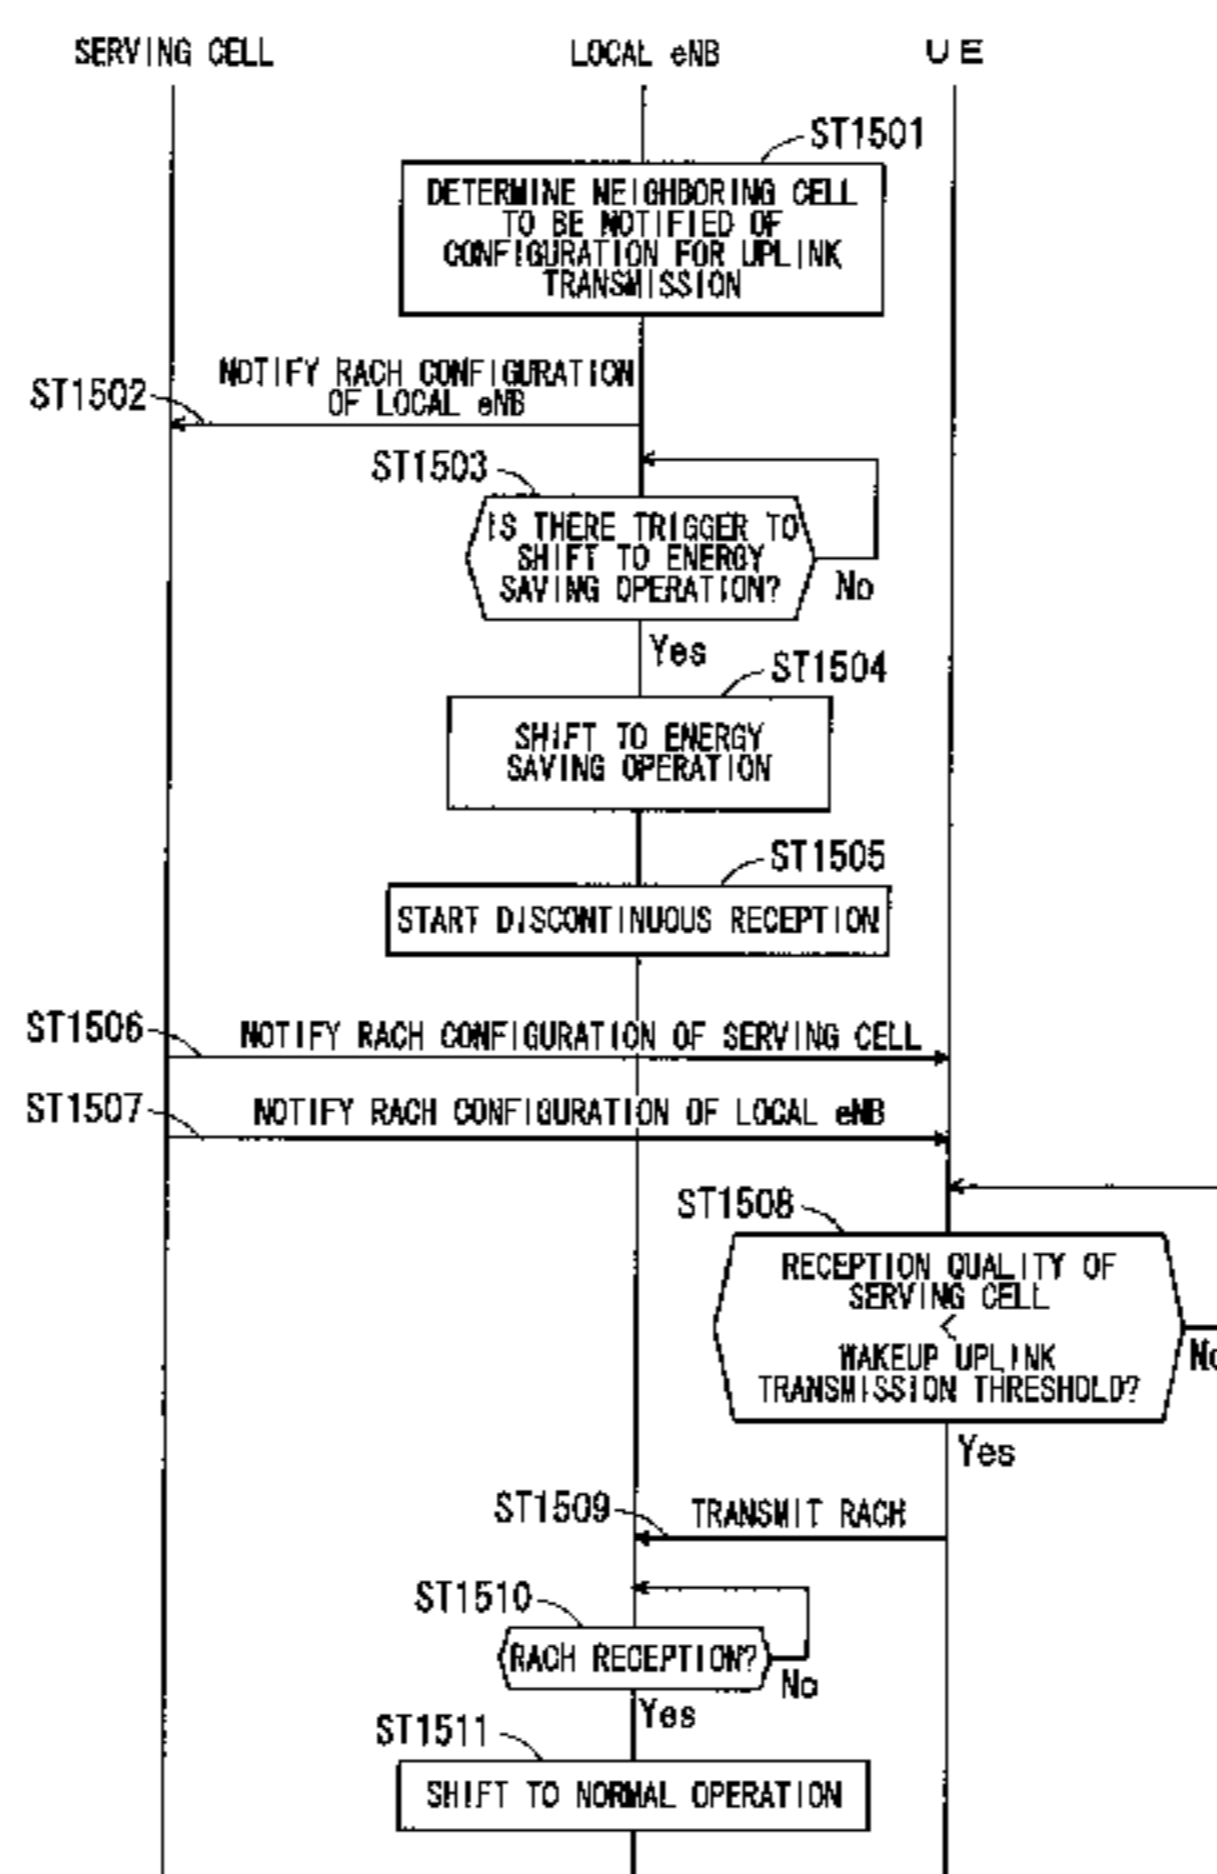 SERVING CELL
LOCAL eNB
UE
ST1501
DETERMINE NEIGHBORING CELL
TO BE NOTIFIED OF
CONFIGURATION FOR UPLINK
TRANSMISSION
ST1502
NOTIFY RACH CONFIGURATION
OF LOCAL eNB
ST1503
IS THERE TRIGGER TO
SHIFT TO ENERGY
SAVING OPERATION?
No
Yes
ST1504
SHIFT TO ENERGY
SAVING OPERATION
ST1505
START DISCONTINUOUS RECEPTION
ST1506
NOTIFY RACH CONFIGURATION OF SERVING CELL
ST1507
NOTIFY RACH CONFIGURATION OF LOCAL eNB
ST1508
RECEPTION QUALITY OF
SERVING CELL
<
WAKEUP UPLINK
TRANSMISSION THRESHOLD?
No
Yes
ST1509
TRANSMIT RACH
ST1510
RACH RECEPTION?
No
Yes
ST1511
SHIFT TO NORMAL OPERATION